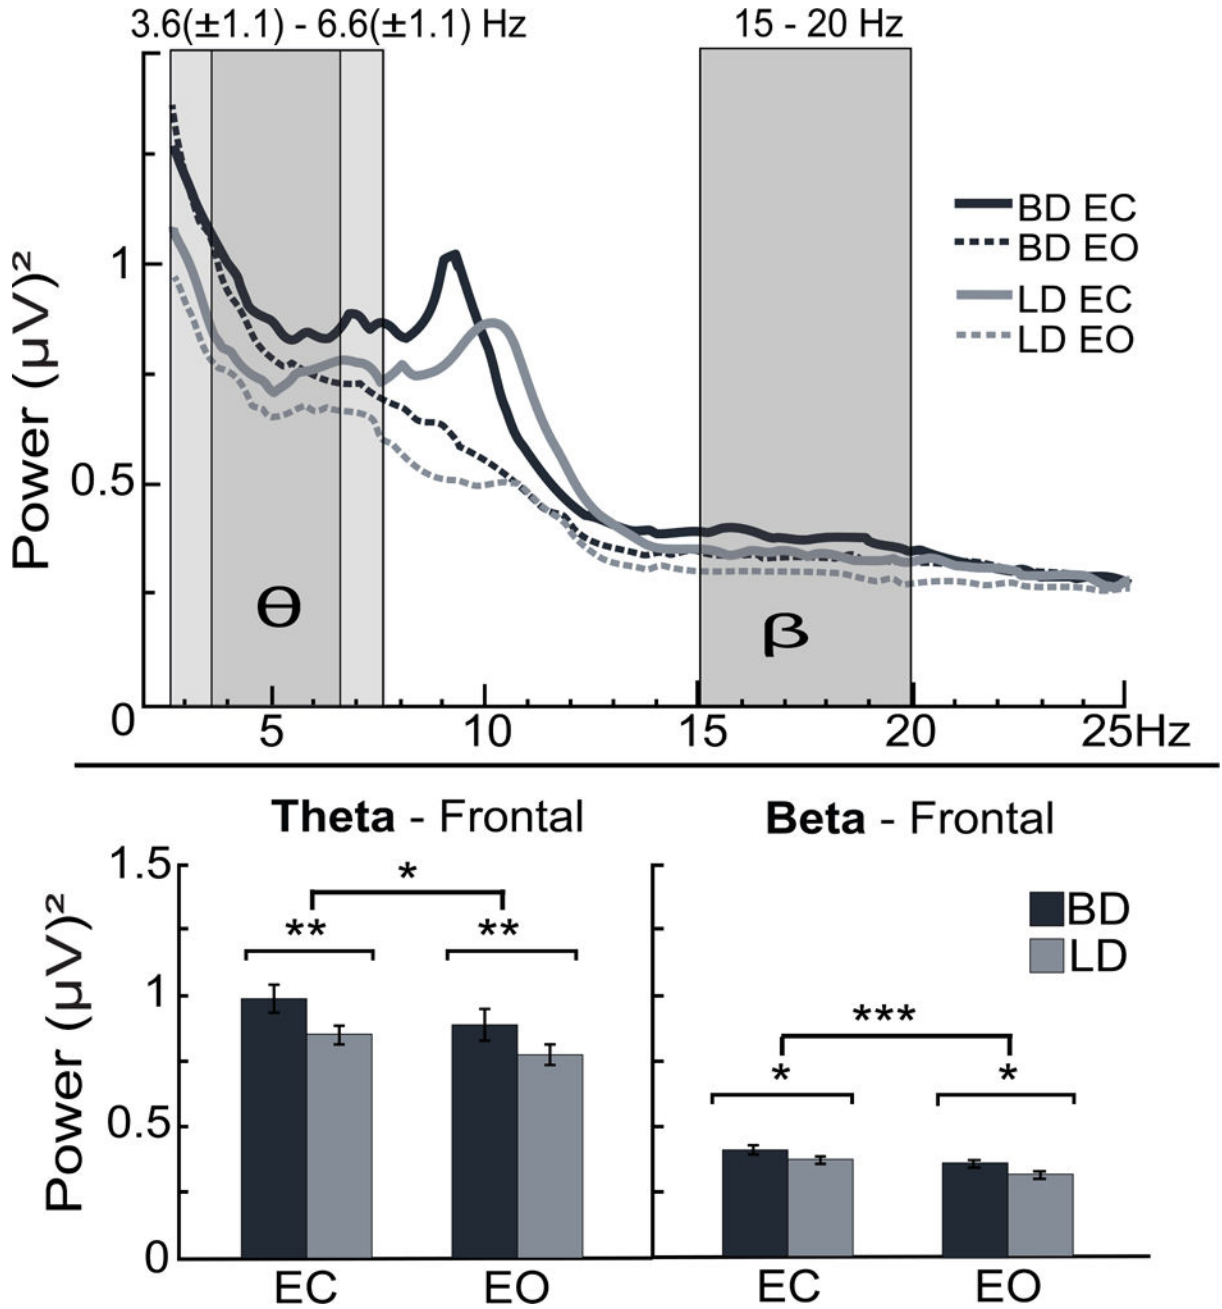 3.6(±1.1) - 6.6(±1.1) Hz
15 - 20 Hz
Power (µV)²
1
0.5
0
BD EC
BD EO
LD EC
LD EO
Θ
β
5
10
15
20
25Hz
Theta - Frontal
Beta - Frontal
Power (µV)²
1.5
1
0.5
0
*
**
**
***
*
*
BD
LD
EC
EO
EC
EO